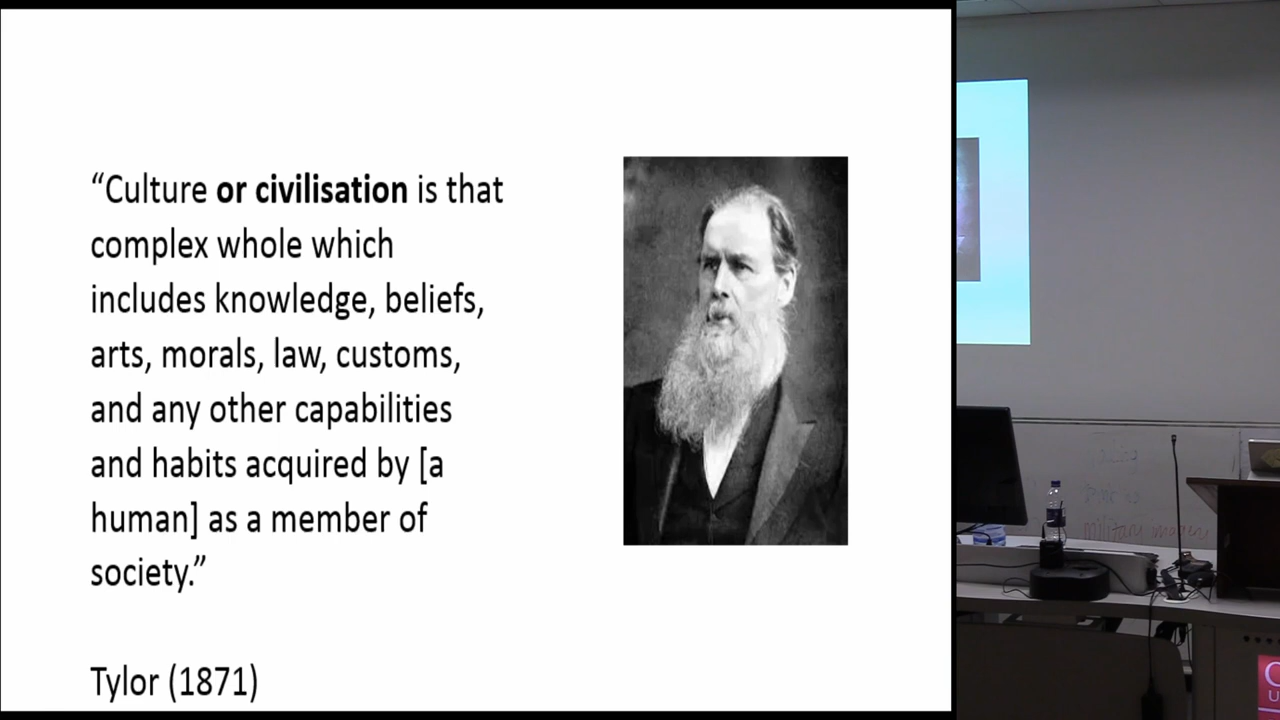 “Culture or civilisation is that
complex whole which
includes knowledge, beliefs,
arts, morals, law, customs,
and any other capabilities
and habits acquired by [a
human] as a member of
society.”
Tylor (1871)
military